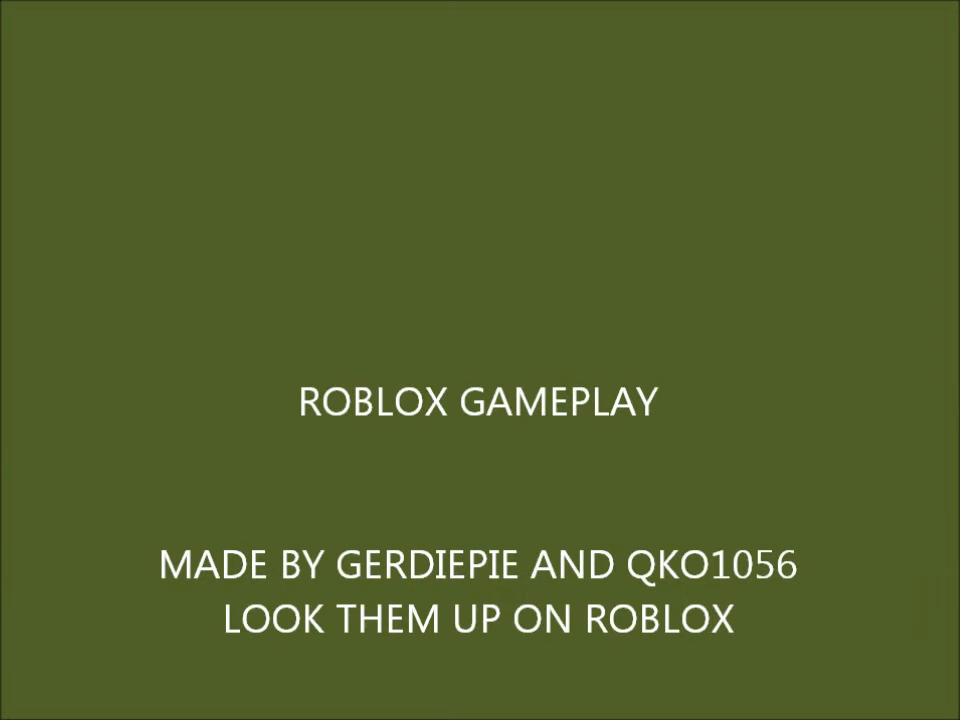 ROBLOX GAMEPLAY
MADE BY GERDIEPIE AND QKO1056
LOOK THEM UP ON ROBLOX